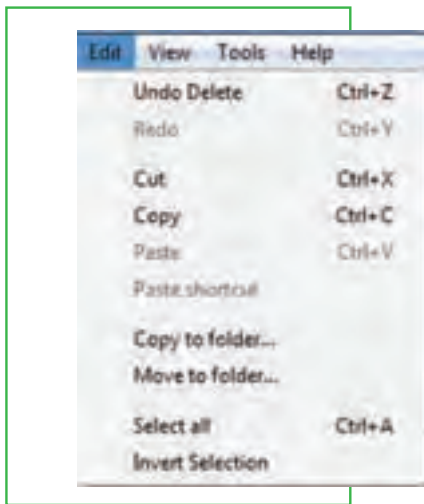 Edit View Tools Help
Undo Delete Ctrl+Z
Redo Ctrl+Y
Cut Ctrl+X
Copy Ctrl+C
Paste Ctrl+V
Paste shortcut
Copy to folder...
Move to folder...
Select all Ctrl+A
Invert Selection